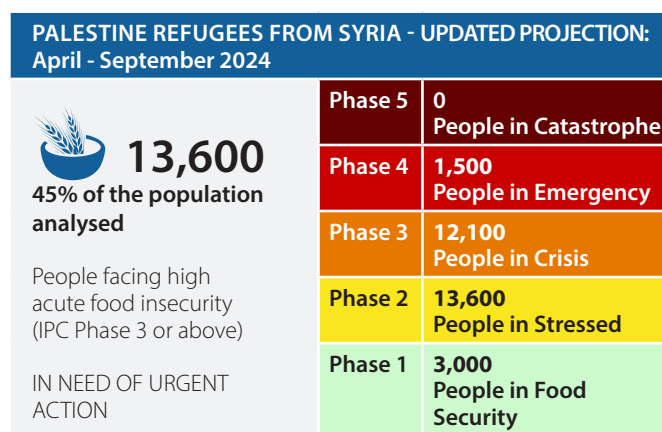 PALESTINE REFUGEES FROM SYRIA - UPDATED PROJECTION:
April - September 2024
13,600
45% of the population
analysed
People facing high
acute food insecurity
(IPC Phase 3 or above)
IN NEED OF URGENT
ACTION
Phase 5
0
People in Catastrophe
Phase 4
1,500
People in Emergency
Phase 3
12,100
People in Crisis
Phase 2
13,600
People in Stressed
Phase 1
3,000
People in Food
Security